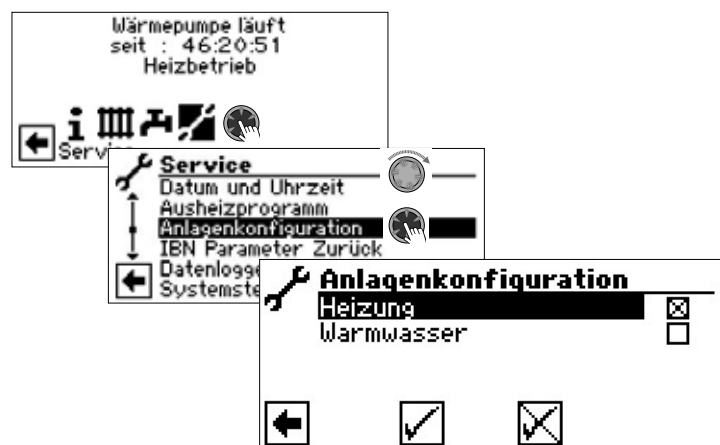 Wärmepumpe läuft
seit : 46:20:51
Heizbetrieb
Service
Datum und Uhrzeit
Ausheizprogramm
Anlagenkonfiguration
IBN Parameter Zurück
Anlagenkonfiguration
Heizung
Warmwasser